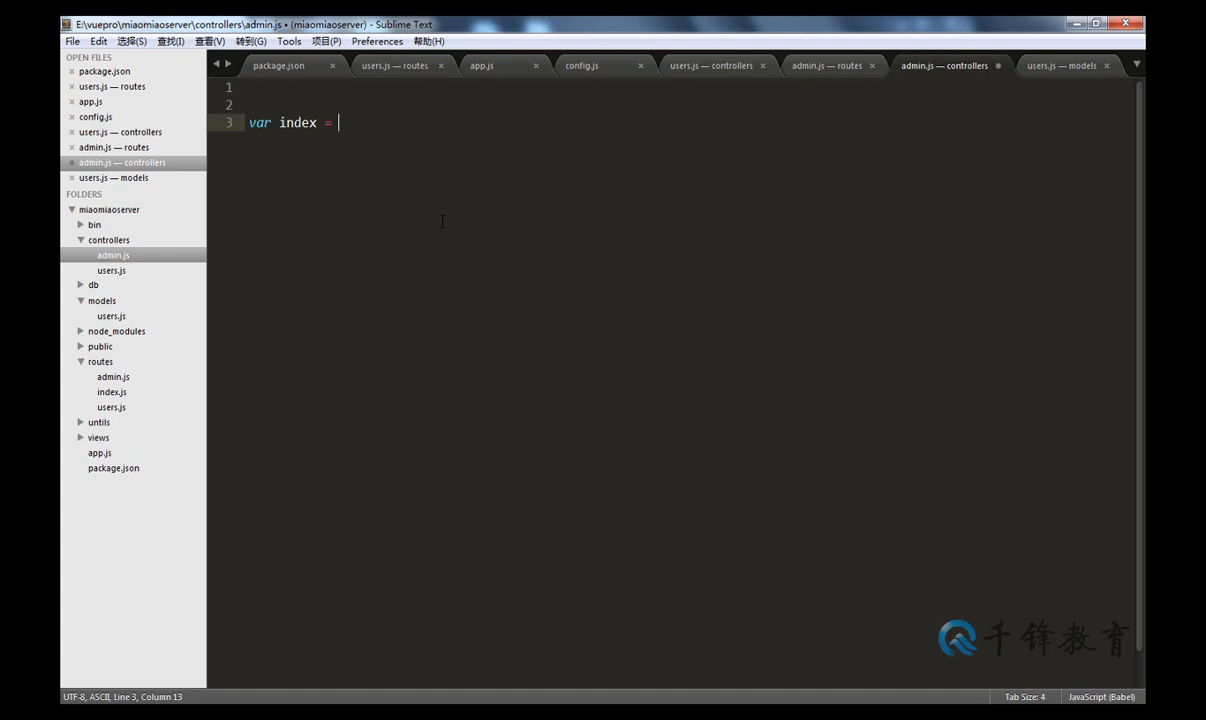 E:\vuepro\miaomiaoserver\controllers\admin.js • (miaomiaoserver) - Sublime Text
File Edit 选择(S) 查找(I) 查看(V) 转到(G) Tools 项目(P) Preferences 帮助(H)
OPEN FILES
package.json
users.js — routes
app.js
config.js
users.js — controllers
admin.js — routes
admin.js — controllers
users.js — models
FOLDERS
miaomiaoserver
bin
controllers
admin.js
users.js
db
models
users.js
node_modules
public
routes
admin.js
index.js
users.js
untils
views
app.js
package.json
package.json users.js — routes app.js config.js users.js — controllers admin.js — routes admin.js — controllers users.js — models
1
2
3 var index =
千锋教育
UTF-8, ASCII, Line 3, Column 13 Tab Size: 4 JavaScript (Babel)